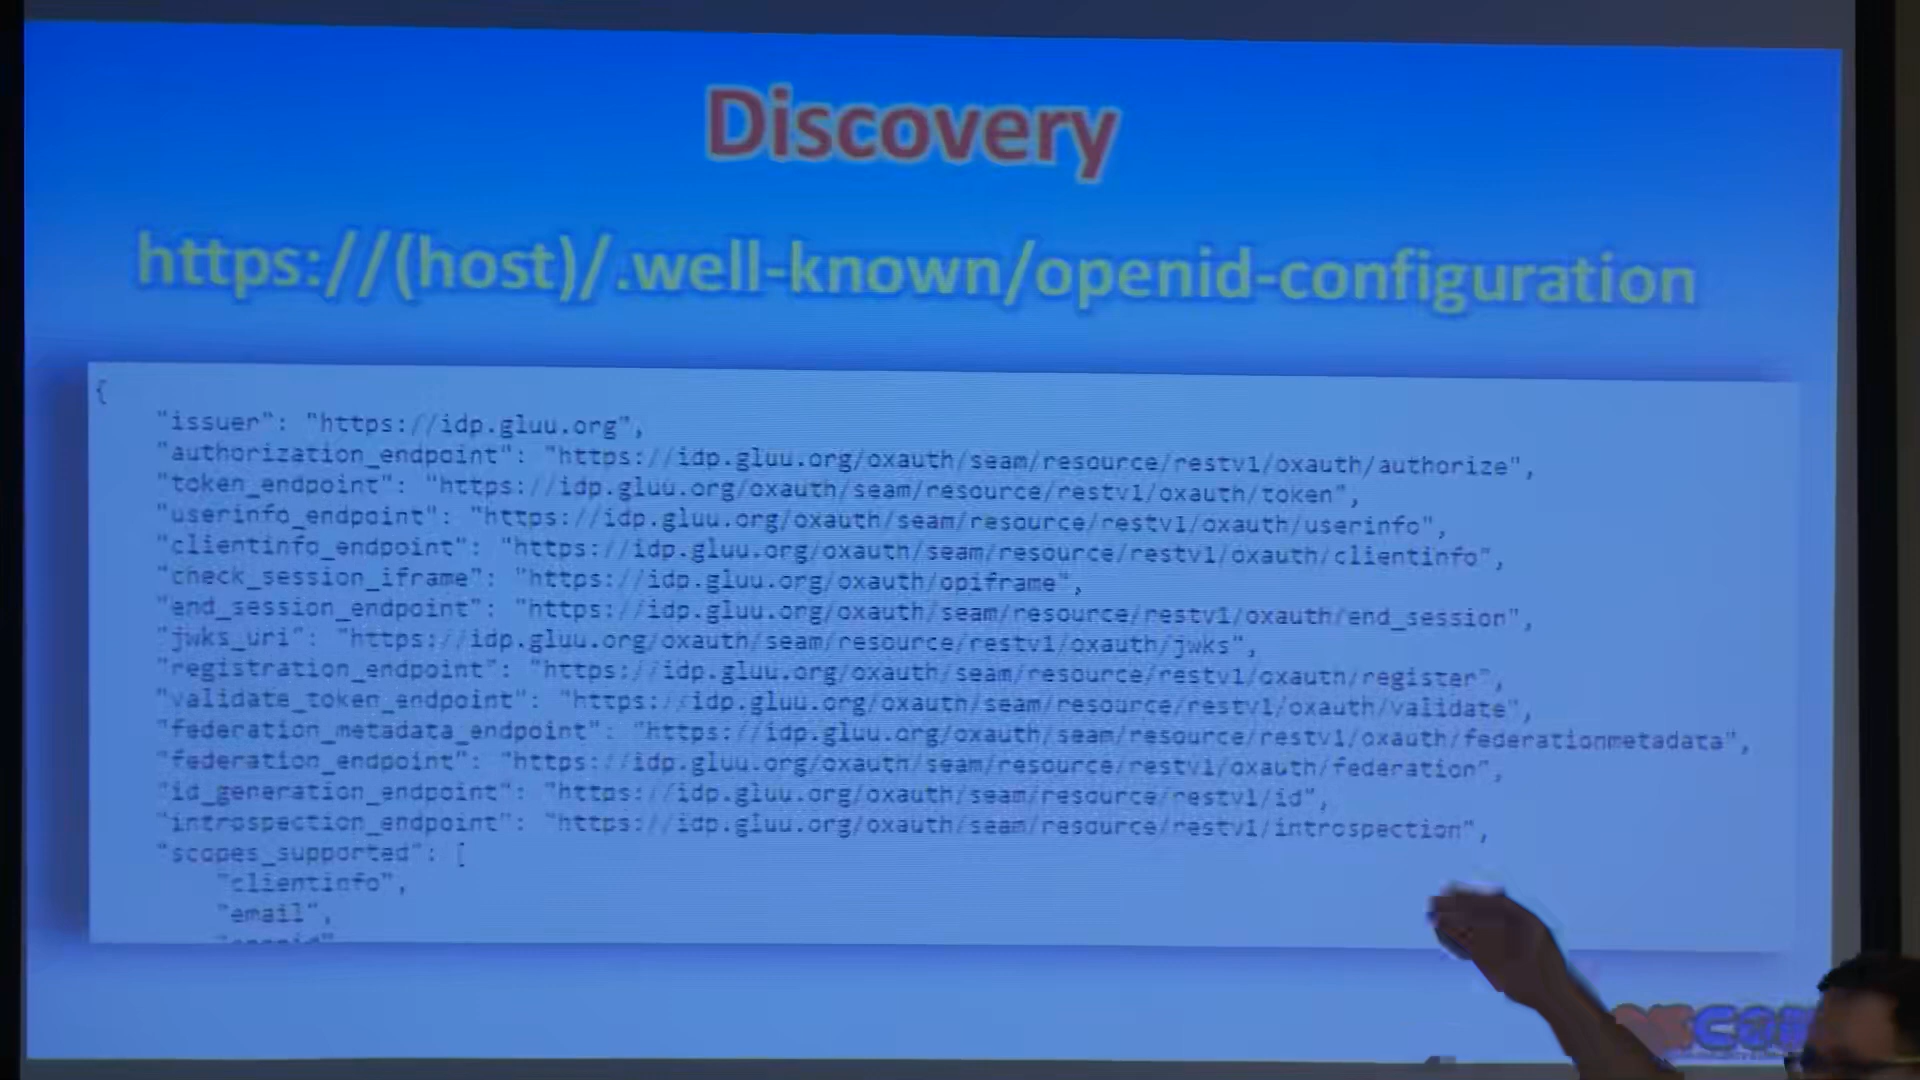 Discovery
https://(host)/.well-known/openid-configuration
{
"issuer": "https://idp.gluu.org",
"authorization_endpoint": "https://idp.gluu.org/oxauth/seam/resource/restv1/oxauth/authorize",
"token_endpoint": "https://idp.gluu.org/oxauth/seam/resource/restv1/oxauth/token",
"userinfo_endpoint": "https://idp.gluu.org/oxauth/seam/resource/restv1/oxauth/userinfo",
"clientinfo_endpoint": "https://idp.gluu.org/oxauth/seam/resource/restv1/oxauth/clientinfo",
"check_session_iframe": "https://idp.gluu.org/oxauth/opiframe",
"end_session_endpoint": "https://idp.gluu.org/oxauth/seam/resource/restv1/oxauth/end_session",
"jwks_uri": "https://idp.gluu.org/oxauth/seam/resource/restv1/oxauth/jwks",
"registration_endpoint": "https://idp.gluu.org/oxauth/seam/resource/restv1/oxauth/register",
"validate_token_endpoint": "https://idp.gluu.org/oxauth/seam/resource/restv1/oxauth/validate",
"federation_metadata_endpoint": "https://idp.gluu.org/oxauth/seam/resource/restv1/oxauth/federationmetadata",
"federation_endpoint": "https://idp.gluu.org/oxauth/seam/resource/restv1/oxauth/federation",
"id_generation_endpoint": "https://idp.gluu.org/oxauth/seam/resource/restv1/id",
"introspection_endpoint": "https://idp.gluu.org/oxauth/seam/resource/restv1/introspection",
"scopes_supported": [
"clientinfo",
"email",